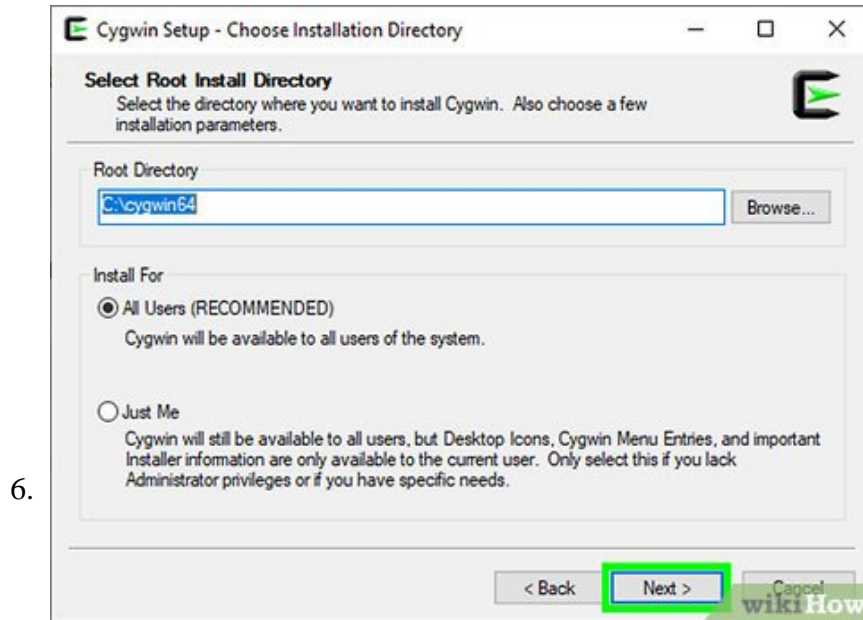 Cygwin Setup - Choose Installation Directory
Select Root Install Directory
Select the directory where you want to install Cygwin. Also choose a few
installation parameters.
Root Directory
C:\cygwin64
Browse...
Install For
All Users (RECOMMENDED)
Cygwin will be available to all users of the system.
Just Me
Cygwin will still be available to all users, but Desktop Icons, Cygwin Menu Entries, and important
Installer information are only available to the current user. Only select this if you lack
Administrator privileges or if you have specific needs.
6.
< Back Next > Cancel
wikiHow